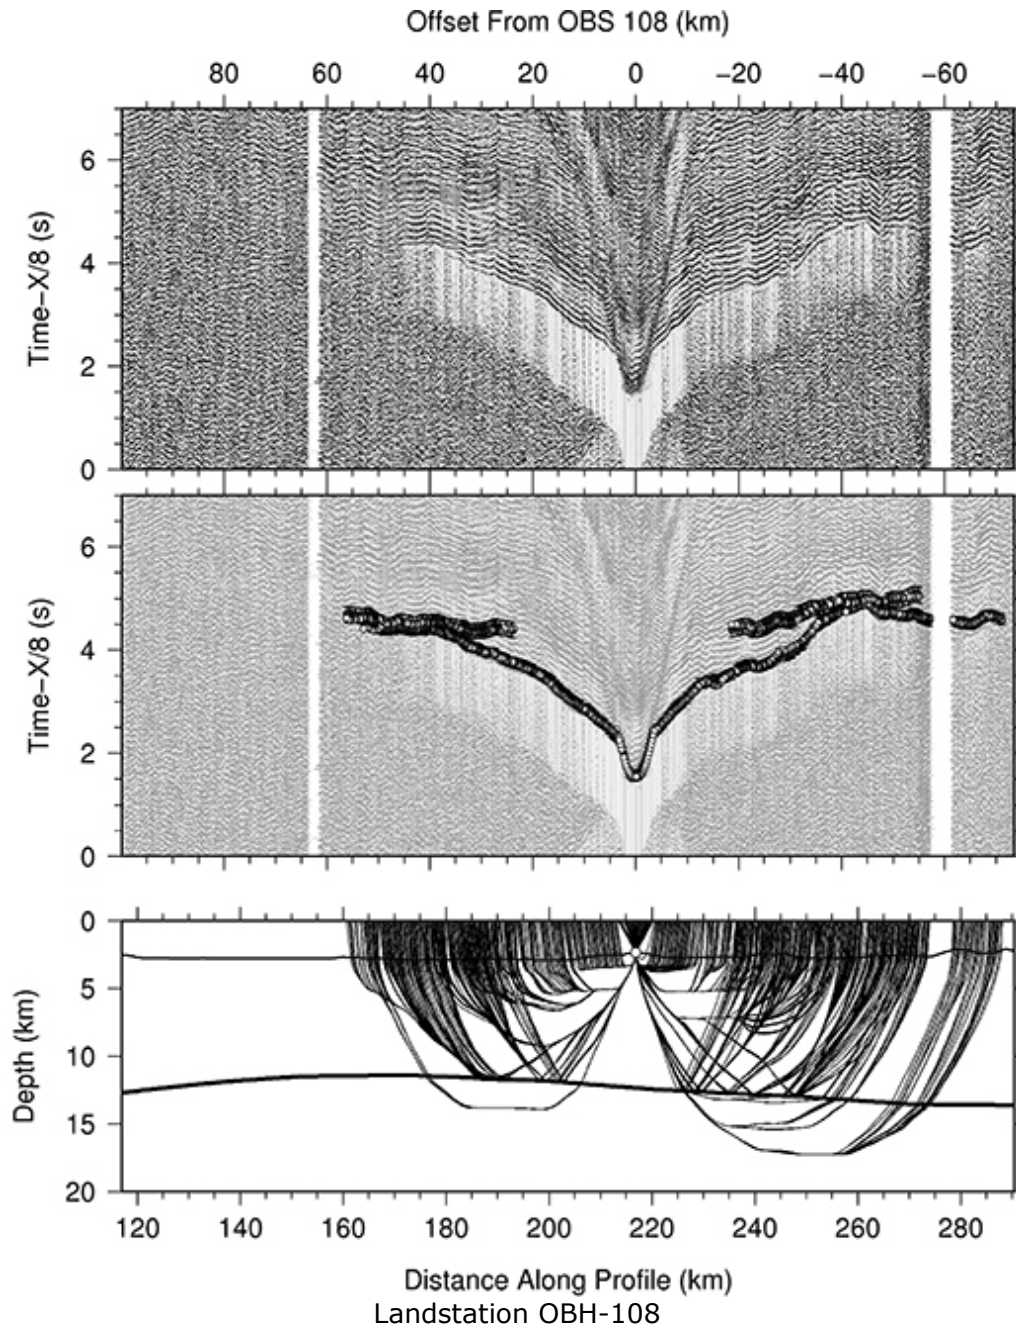 Offset From OBS 108 (km)
80 60 40 20 0 −20 −40 −60
Time−X/8 (s)
6
4
2
0
Time−X/8 (s)
6
4
2
0
Depth (km)
0
5
10
15
20
120 140 160 180 200 220 240 260 280
Distance Along Profile (km)
Landstation OBH-108